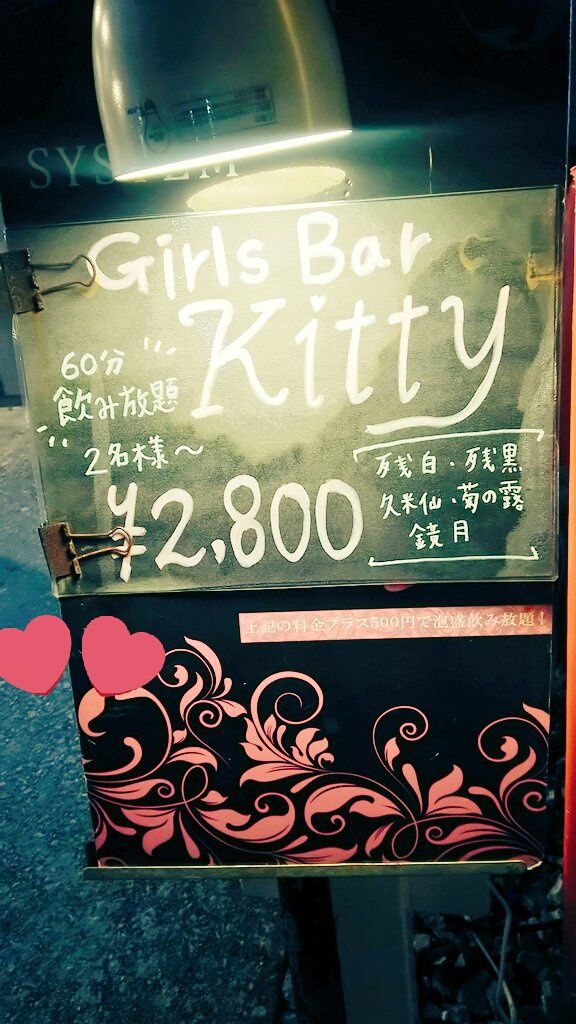 SYSTEM
Girls Bar
Kitty
60分
飲み放題
2名様～
¥2,800
残白・残黒
久米仙・菊の露
鏡月
上記の料金プラス500円で泡盛飲み放題！